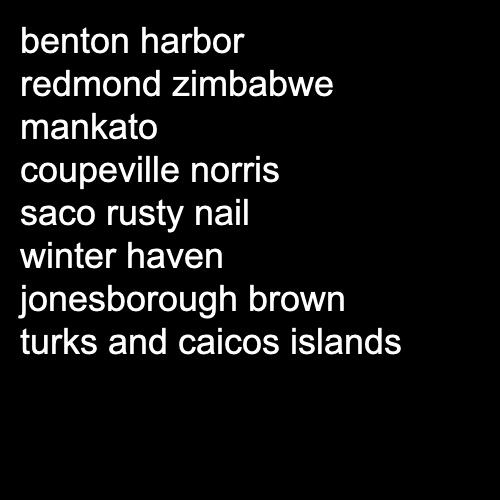 benton harbor
redmond zimbabwe
mankato
coupeville norris
saco rusty nail
winter haven
jonesborough brown
turks and caicos islands